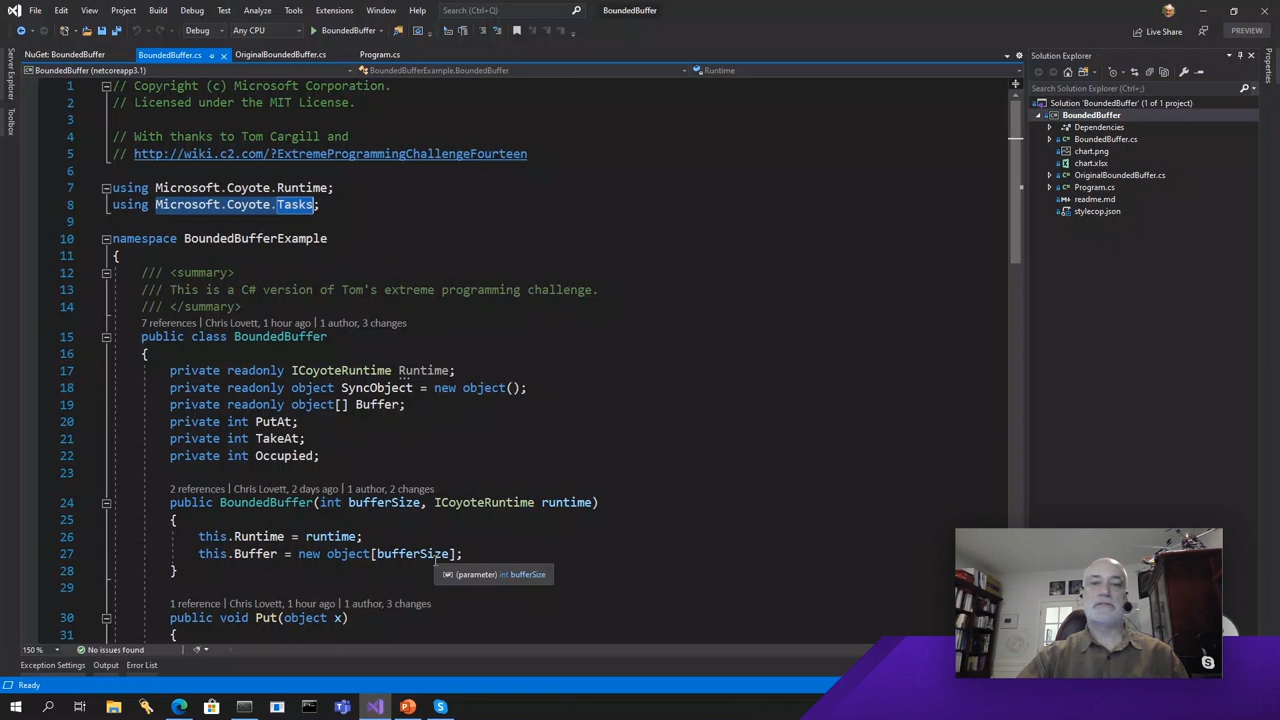 File Edit View Project Build Debug Test Analyze Tools Extensions Window Help Search (Ctrl+Q) BoundedBuffer
Debug Any CPU BoundedBuffer Live Share PREVIEW
NuGet: BoundedBuffer BoundedBuffer.cs OriginalBoundedBuffer.cs Program.cs
BoundedBuffer (netcoreapp3.1) BoundedBufferExample.BoundedBuffer Runtime
Server Explorer
Toolbox
1 // Copyright (c) Microsoft Corporation.
2 // Licensed under the MIT License.
3
4 // With thanks to Tom Cargill and
5 // http://wiki.c2.com/?ExtremeProgrammingChallengeFourteen
6
7 using Microsoft.Coyote.Runtime;
8 using Microsoft.Coyote.Tasks;
9
10 namespace BoundedBufferExample
11 {
12 /// <summary>
13 /// This is a C# version of Tom's extreme programming challenge.
14 /// </summary>
7 references | Chris Lovett, 1 hour ago | 1 author, 3 changes
15 public class BoundedBuffer
16 {
17 private readonly ICoyoteRuntime Runtime;
18 private readonly object SyncObject = new object();
19 private readonly object[] Buffer;
20 private int PutAt;
21 private int TakeAt;
22 private int Occupied;
23
2 references | Chris Lovett, 2 days ago | 1 author, 2 changes
24 public BoundedBuffer(int bufferSize, ICoyoteRuntime runtime)
25 {
26 this.Runtime = runtime;
27 this.Buffer = new object[bufferSize];
(parameter) int bufferSize
28 }
29
1 reference | Chris Lovett, 1 hour ago | 1 author, 3 changes
30 public void Put(object x)
31 {
150 % No issues found
Exception Settings Output Error List
Ready
Solution Explorer
Search Solution Explorer (Ctrl+;)
Solution 'BoundedBuffer' (1 of 1 project)
BoundedBuffer
Dependencies
BoundedBuffer.cs
chart.png
chart.xlsx
OriginalBoundedBuffer.cs
Program.cs
readme.md
stylecop.json
Properties